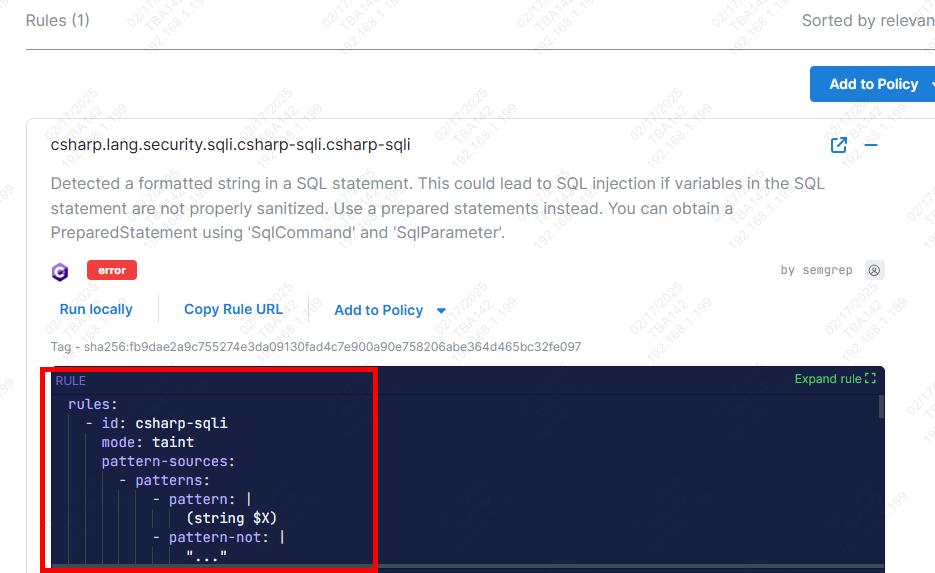 Rules (1)
Sorted by relevan
Add to Policy
csharp.lang.security.sqli.csharp-sqli.csharp-sqli
Detected a formatted string in a SQL statement. This could lead to SQL injection if variables in the SQL
statement are not properly sanitized. Use a prepared statements instead. You can obtain a
PreparedStatement using 'SqlCommand' and 'SqlParameter'.
error
by semgrep
Run locally
Copy Rule URL
Add to Policy
Tag - sha256:fb9dae2a9c755274e3da09130fad4c7e900a90e758206abe364d465bc32fe097
RULE
Expand rule
rules:
- id: csharp-sqli
mode: taint
pattern-sources:
- patterns:
- pattern: |
(string $X)
- pattern-not: |
"..."
02/17/2025
TBA142
192.168.1.199